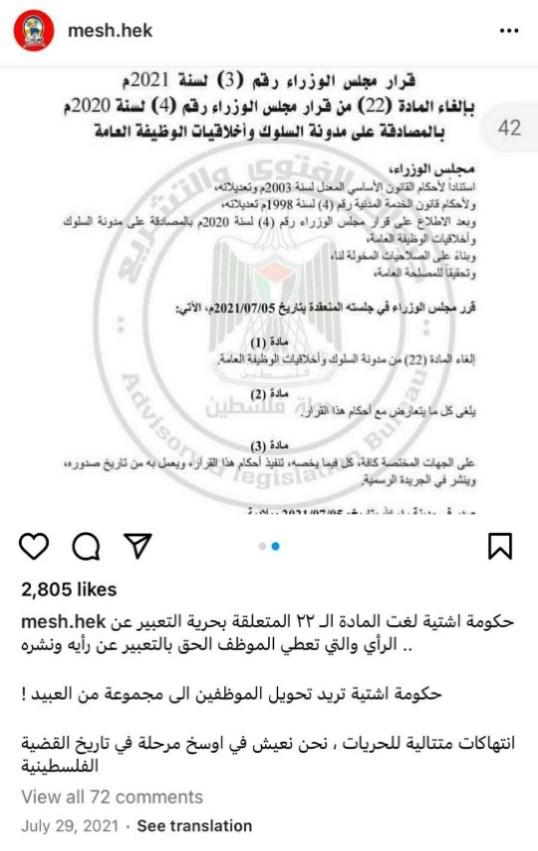 mesh.hek
قرار مجلس الوزراء رقم (3) لسنة 2021م
بإلغاء المادة (22) من قرار مجلس الوزراء رقم (4) لسنة 2020م
42
بالمصادقة على مدونة السلوك وأخلاقيات الوظيفة العامة
مجلس الوزراء،
استناداً لأحكام القانون الأساسي المعدل لسنة 2003م وتعديلاته،
ولأحكام قانون الخدمة المدنية رقم (4) لسنة 1998م تعديلاته،
وبعد الاطلاع على قرار مجلس الوزراء رقم (4) لسنة 2020م بالمصادقة على مدونة السلوك
وأخلاقيات الوظيفة العامة،
وبناءً على الصلاحيات المخولة لنا،
وتحقيقاً للمصلحة العامة،
قرر مجلس الوزراء في جلسته المنعقدة بتاريخ 2021/07/05م، الآتي:
مادة (1)
إلغاء المادة (22) من مدونة السلوك وأخلاقيات الوظيفة العامة.
مادة (2)
يلغى كل ما يتعارض مع أحكام هذا القرار.
مادة (3)
على الجهات المختصة كافة، كل فيما يخصه، تنفيذ أحكام هذا القرار، ويعمل به من تاريخ صدوره،
وينشر في الجريدة الرسمية.
الفتوى والتشريع
دولة فلسطين
Advisory legislation Bureau
2,805 likes
mesh.hek حكومة اشتية لغت المادة الـ ٢٢ المتعلقة بحرية التعبير عن
الرأي والتي تعطي الموظف الحق بالتعبير عن رأيه ونشره ..
حكومة اشتية تريد تحويل الموظفين الى مجموعة من العبيد !
انتهاكات متتالية للحريات ، نحن نعيش في اوسخ مرحلة في تاريخ القضية
الفلسطينية
View all 72 comments
July 29, 2021 · See translation